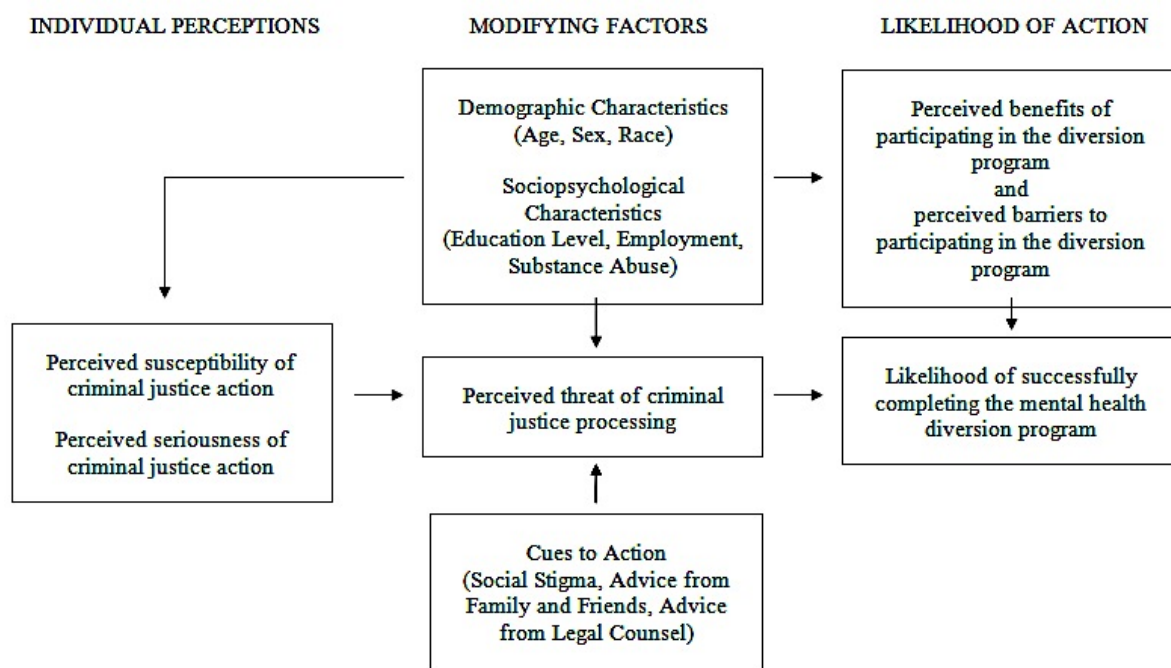 INDIVIDUAL PERCEPTIONS
MODIFYING FACTORS
LIKELIHOOD OF ACTION
Demographic Characteristics
(Age, Sex, Race)
Sociopsychological
Characteristics
(Education Level, Employment,
Substance Abuse)
Perceived benefits of
participating in the diversion
program
and
perceived barriers to
participating in the diversion
program
Perceived susceptibility of
criminal justice action
Perceived seriousness of
criminal justice action
Perceived threat of criminal
justice processing
Likelihood of successfully
completing the mental health
diversion program
Cues to Action
(Social Stigma, Advice from
Family and Friends, Advice
from Legal Counsel)